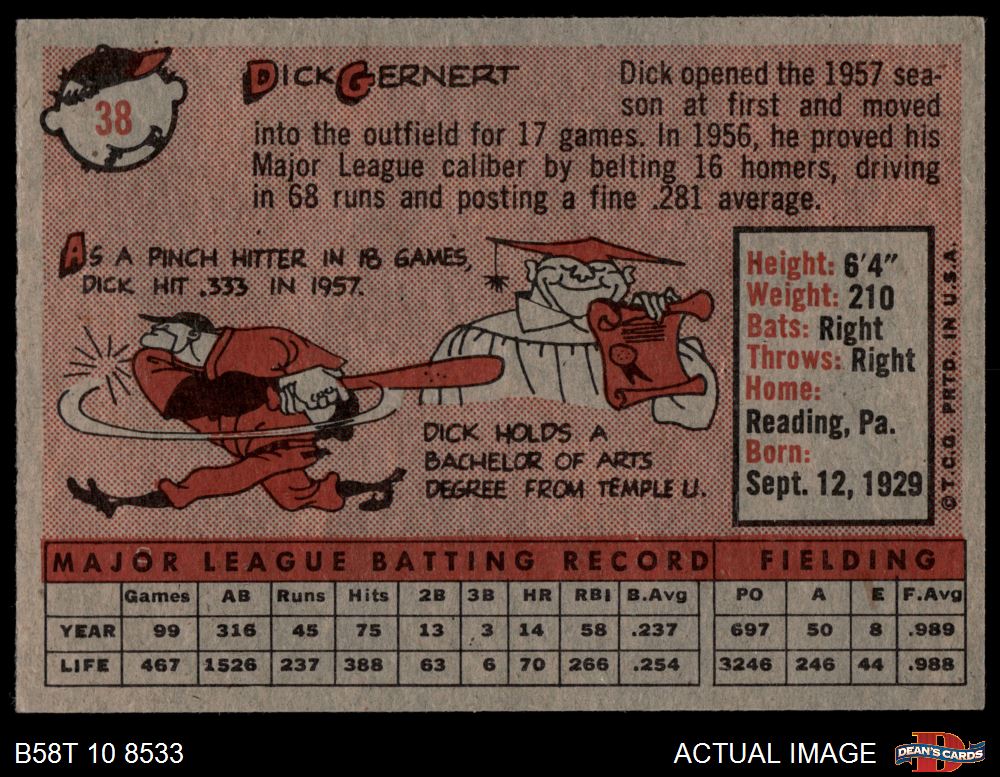 38
DICK GERNERT
Dick opened the 1957 sea-
son at first and moved
into the outfield for 17 games. In 1956, he proved his
Major League caliber by belting 16 homers, driving
in 68 runs and posting a fine .281 average.
AS A PINCH HITTER IN 18 GAMES,
DICK HIT .333 IN 1957.
DICK HOLDS A
BACHELOR OF ARTS
DEGREE FROM TEMPLE U.
Height: 6'4"
Weight: 210
Bats: Right
Throws: Right
Home:
Reading, Pa.
Born:
Sept. 12, 1929
© T.C.G. PRTD. IN U.S.A.
MAJOR LEAGUE BATTING RECORD FIELDING
Games AB Runs Hits 2B 3B HR RBI B.Avg PO A E F.Avg
YEAR 99 316 45 75 13 3 14 58 .237 697 50 8 .989
LIFE 467 1526 237 388 63 6 70 266 .254 3246 246 44 .988
B58T 10 8533
ACTUAL IMAGE
D
DEAN'S CARDS